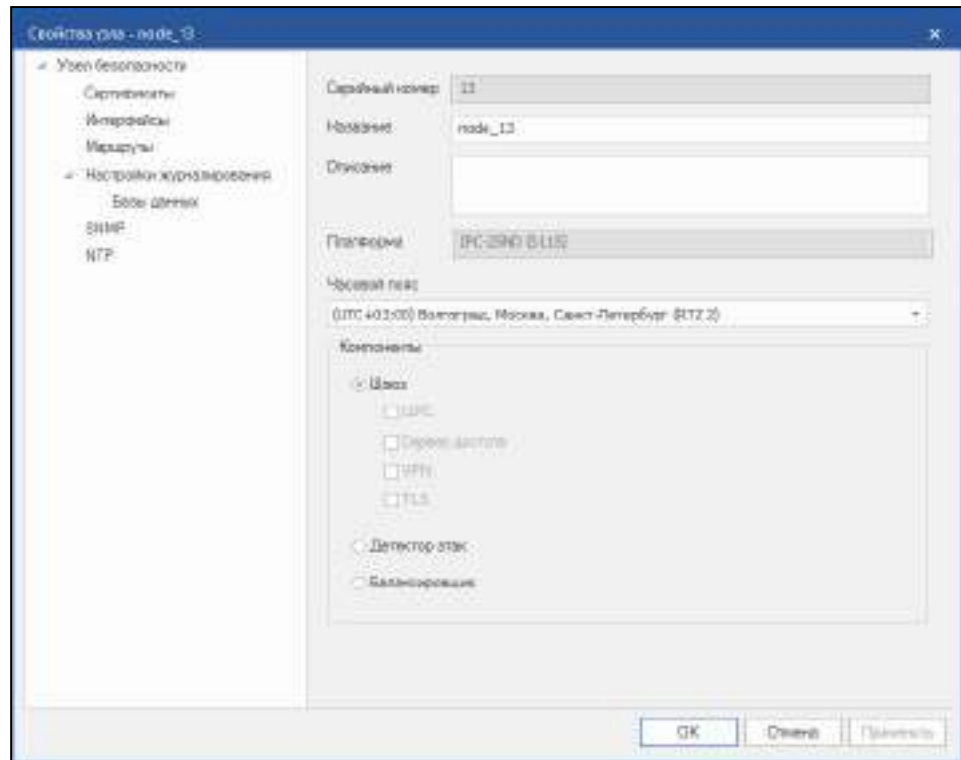 Свойства узла - node_13
Узел безопасности
Сертификаты
Интерфейсы
Маршруты
Настройки журналирования
Базы данных
SNMP
NTP
Серийный номер
13
Название
node_13
Описание
Платформа
Часовой пояс
(UTC+03:00) Волгоград, Москва, Санкт-Петербург (RTZ 2)
Компоненты
Шлюз
Сервер доступа
VPN
TLS
Детектор атак
Балансировщик
OK
Отмена
Применить